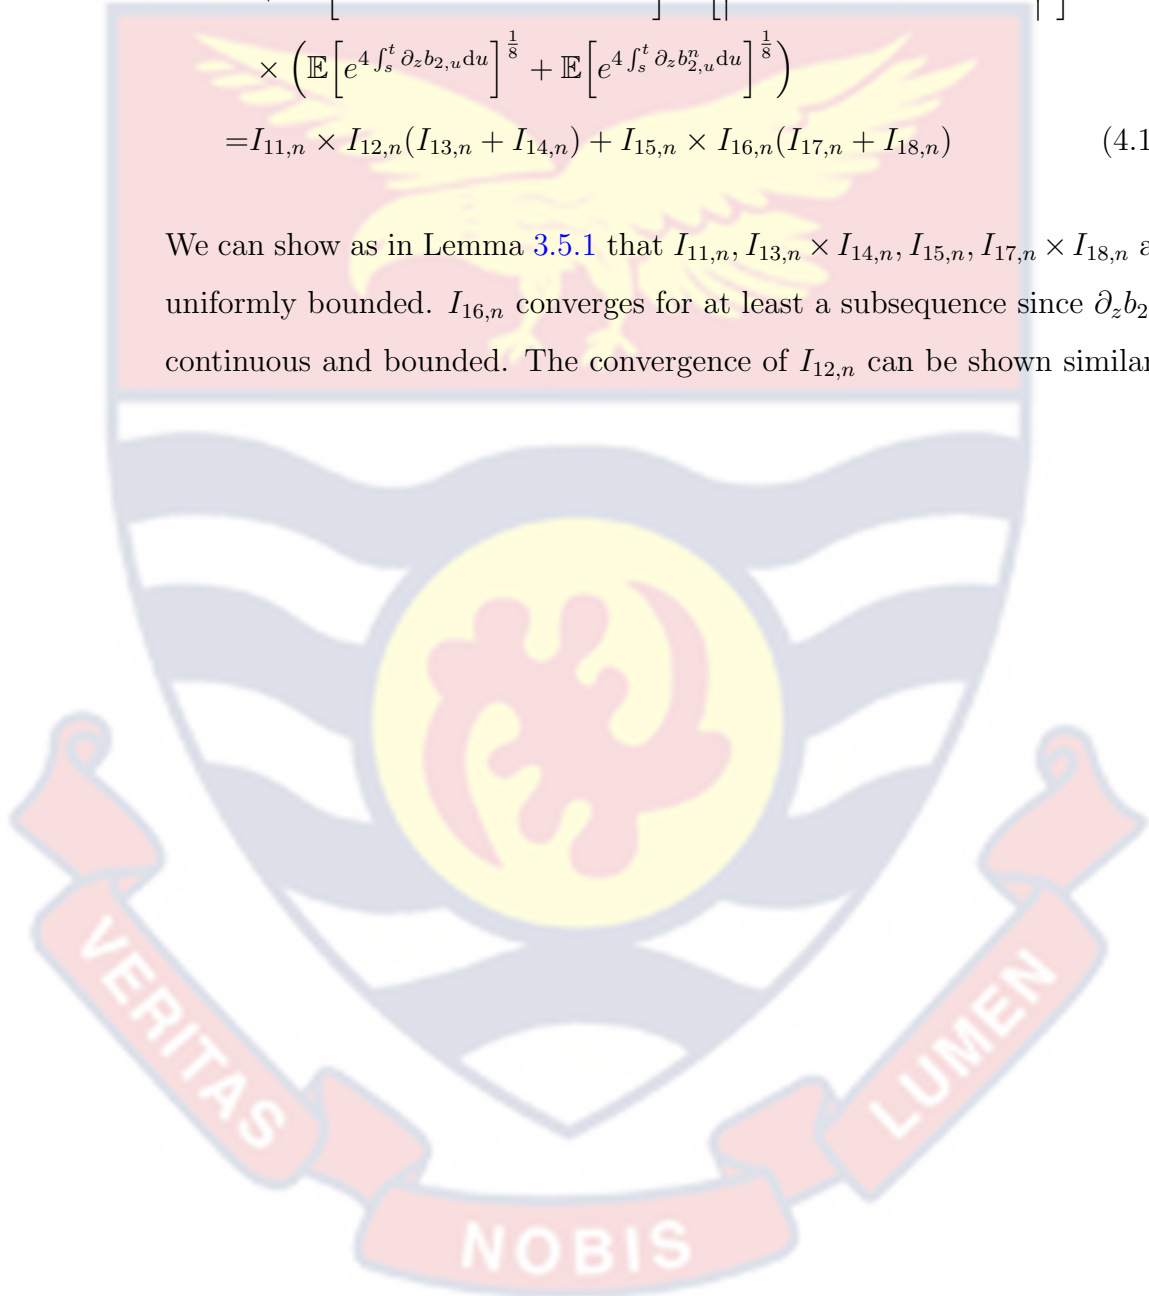 × (𝔼[e^{4∫_s^t ∂_z b_{2,u}du}]^{1/8} + 𝔼[e^{4∫_s^t ∂_z b^n_{2,u}du}]^{1/8})
=I_{11,n} × I_{12,n}(I_{13,n} + I_{14,n}) + I_{15,n} × I_{16,n}(I_{17,n} + I_{18,n}) (4.1
We can show as in Lemma 3.5.1 that I_{11,n}, I_{13,n} × I_{14,n}, I_{15,n}, I_{17,n} × I_{18,n} a
uniformly bounded. I_{16,n} converges for at least a subsequence since ∂_z b_2
continuous and bounded. The convergence of I_{12,n} can be shown similar
VERITAS
NOBIS
LUMEN